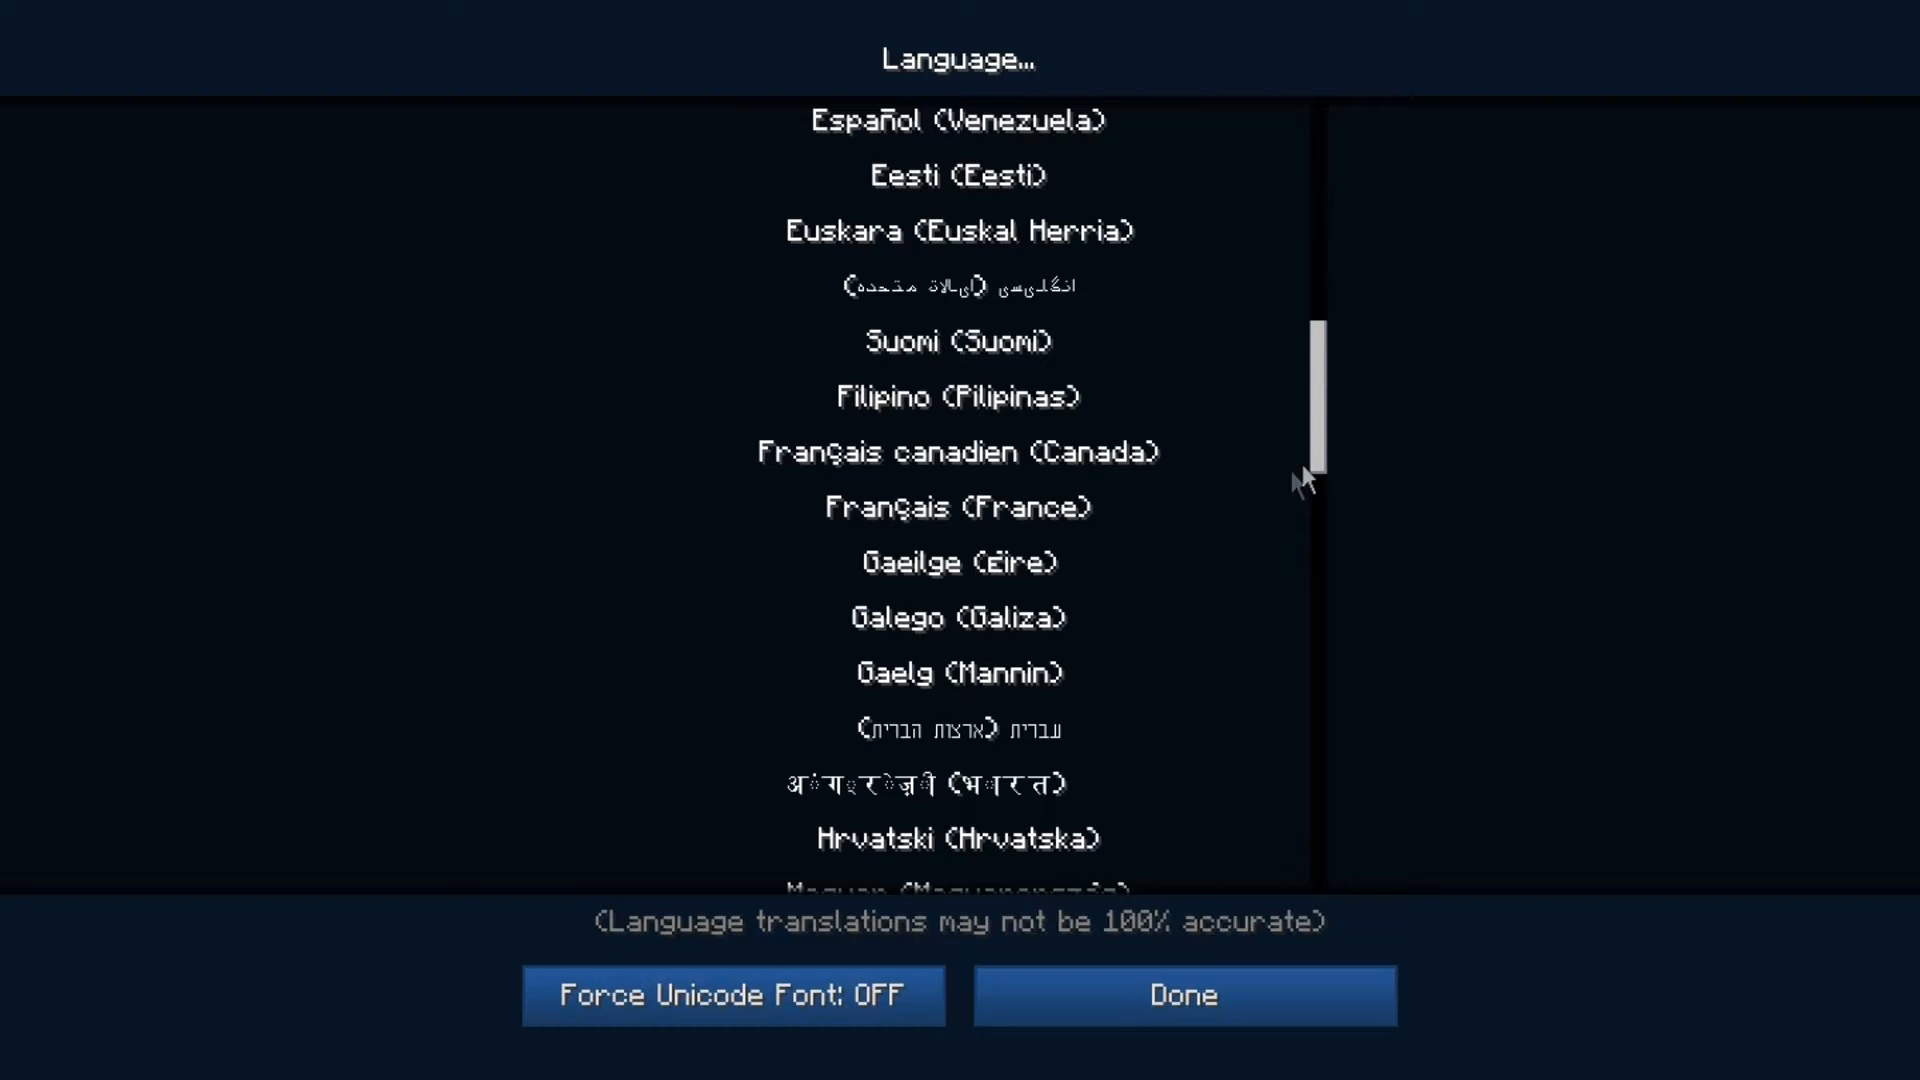 Language...
Español (Venezuela)
Eesti (Eesti)
Euskara (Euskal Herria)
انگلیسی (ایالات متحده)
Suomi (Suomi)
Filipino (Pilipinas)
Français canadien (Canada)
Français (France)
Gaeilge (Éire)
Galego (Galiza)
Gaelg (Mannin)
עברית (ארצות הברית)
अंग्रेज़ी (भारत)
Hrvatski (Hrvatska)
(Language translations may not be 100% accurate)
Force Unicode Font: OFF
Done